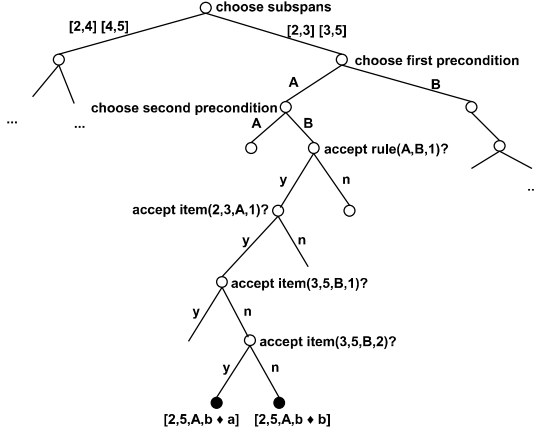 choose subspans
[2,4] [4,5]
[2,3] [3,5]
choose first precondition
A
B
choose second precondition
A
B
...
...
accept rule(A,B,1)?
y
n
...
accept item(2,3,A,1)?
y
n
accept item(3,5,B,1)?
y
n
accept item(3,5,B,2)?
y
n
[2,5,A,b ♦ a]
[2,5,A,b ♦ b]